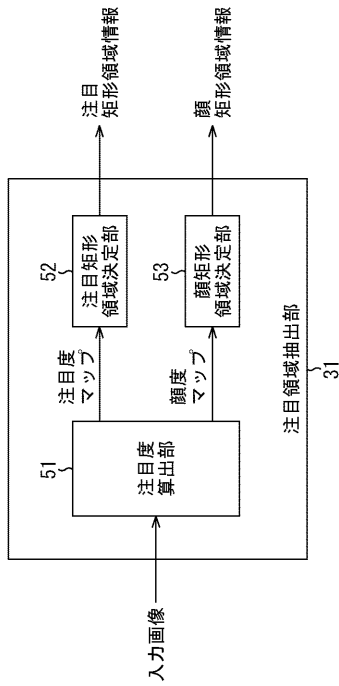 入力画像
51
注目度
算出部
注目度
マップ
顔度
マップ
52
注目矩形
領域決定部
53
顔矩形
領域決定部
注目
矩形領域情報
顔
矩形領域情報
注目領域抽出部
31